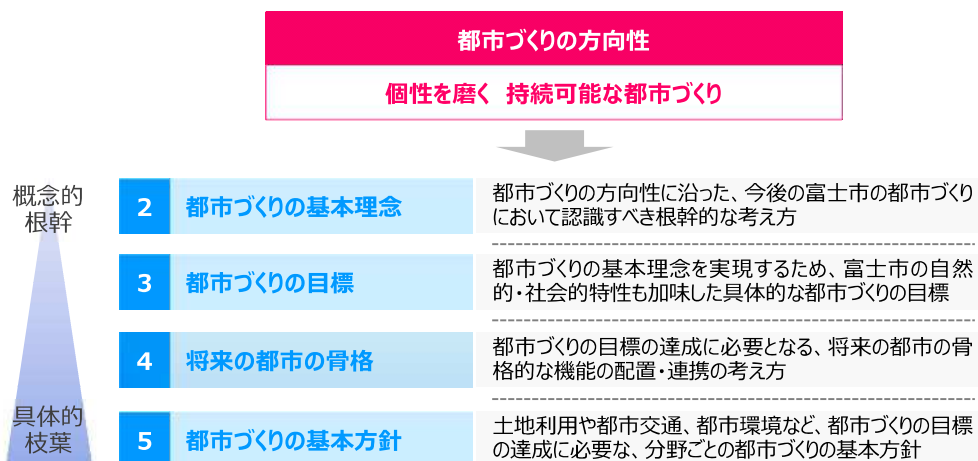 都市づくりの方向性
個性を磨く 持続可能な都市づくり
概念的
根幹
2 都市づくりの基本理念
都市づくりの方向性に沿った、今後の富士市の都市づくり
において認識すべき根幹的な考え方
3 都市づくりの目標
都市づくりの基本理念を実現するため、富士市の自然
的・社会的特性も加味した具体的な都市づくりの目標
4 将来の都市の骨格
都市づくりの目標の達成に必要となる、将来の都市の骨
格的な機能の配置・連携の考え方
具体的
枝葉
5 都市づくりの基本方針
土地利用や都市交通、都市環境など、都市づくりの目標
の達成に必要な、分野ごとの都市づくりの基本方針